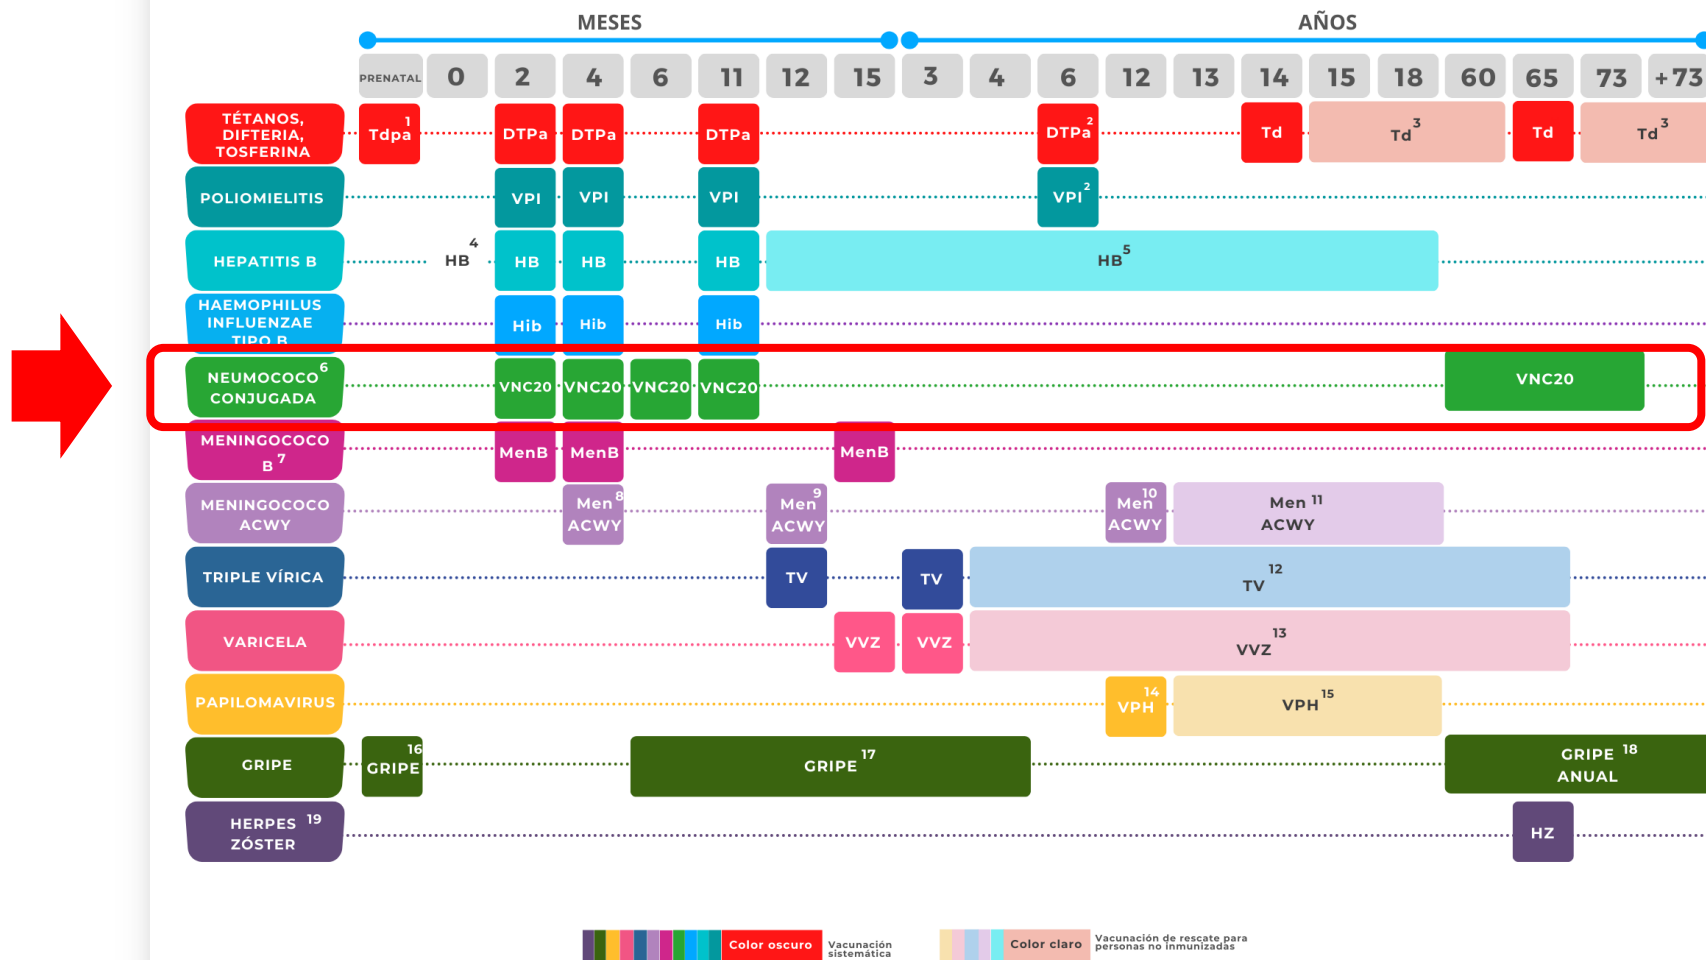 MESES
AÑOS
PRENATAL 0 2 4 6 11 12 15 3 4 6 12 13 14 15 18 60 65 73 +73
TÉTANOS,
DIFTERIA,
TOSFERINA
Tdpa 1 DTPa DTPa DTPa DTPa 2 Td Td 3 Td Td 3
POLIOMIELITIS VPI VPI VPI VPI 2
HEPATITIS B HB 4 HB HB HB HB 5
HAEMOPHILUS
INFLUENZAE
TIPO B
Hib Hib Hib
NEUMOCOCO 6
CONJUGADA
VNC20 VNC20 VNC20 VNC20 VNC20
MENINGOCOCO
B 7
MenB MenB MenB
MENINGOCOCO
ACWY
Men 8
ACWY
Men 9
ACWY
Men 10
ACWY
Men 11
ACWY
TRIPLE VÍRICA TV TV TV 12
VARICELA VVZ VVZ VVZ 13
PAPILOMAVIRUS VPH 14 VPH 15
GRIPE GRIPE 16 GRIPE 17
GRIPE 18
ANUAL
HERPES 19
ZÓSTER
HZ
Color oscuro
Vacunación
sistemática
Color claro
Vacunación de rescate para
personas no inmunizadas